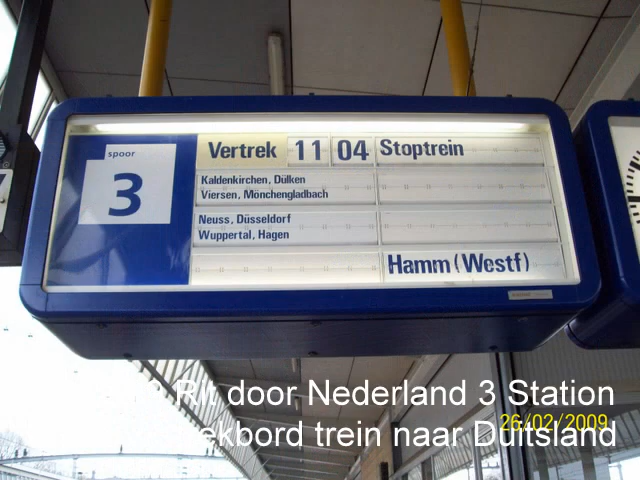 spoor
3
Vertrek 11 04 Stoptrein
Kaldenkirchen, Dülken
Viersen, Mönchengladbach
Neuss, Düsseldorf
Wuppertal, Hagen
Hamm (Westf)
Rit door Nederland 3 Station
26/02/2009
trein naar Duitsland